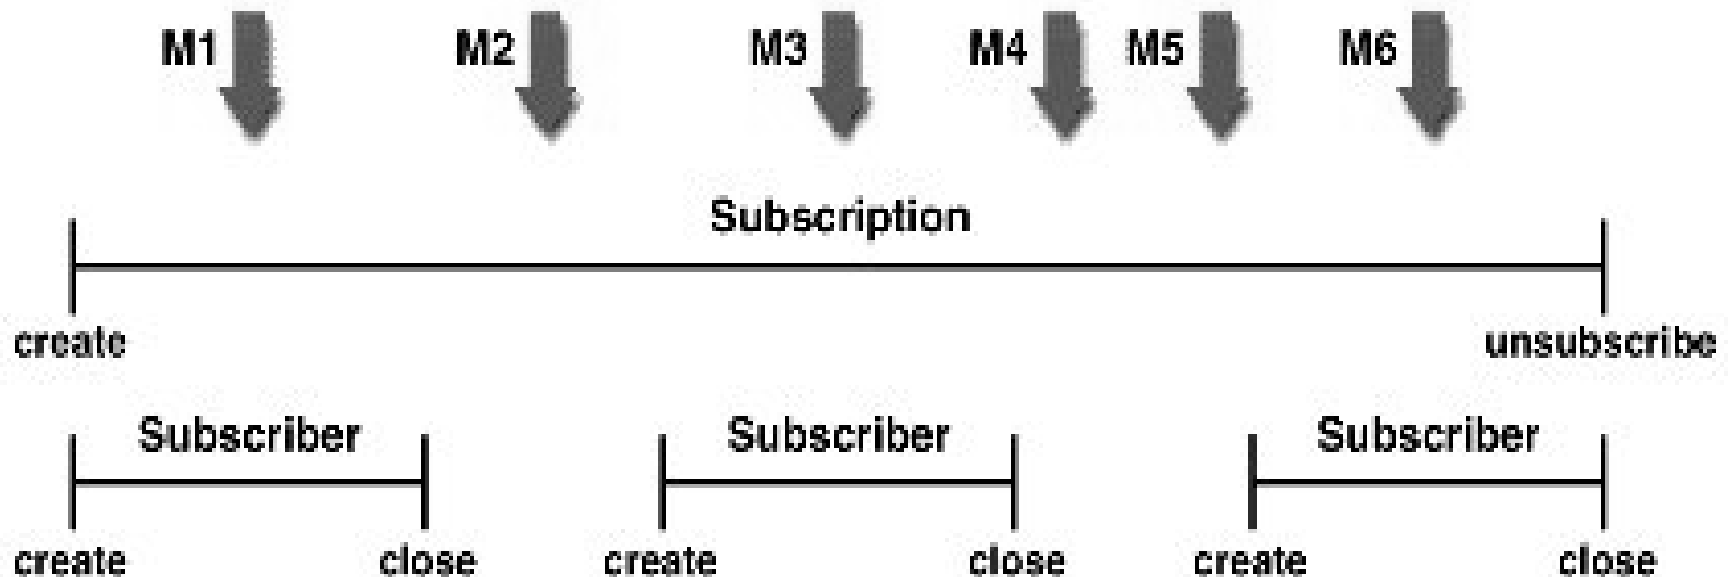 M1 M2 M3 M4 M5 M6
Subscription
create unsubscribe
Subscriber Subscriber Subscriber
create close create close create close